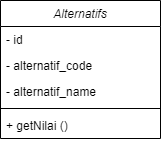 Alternatifs
- id
- alternatif_code
- alternatif_name
+ getNilai ()